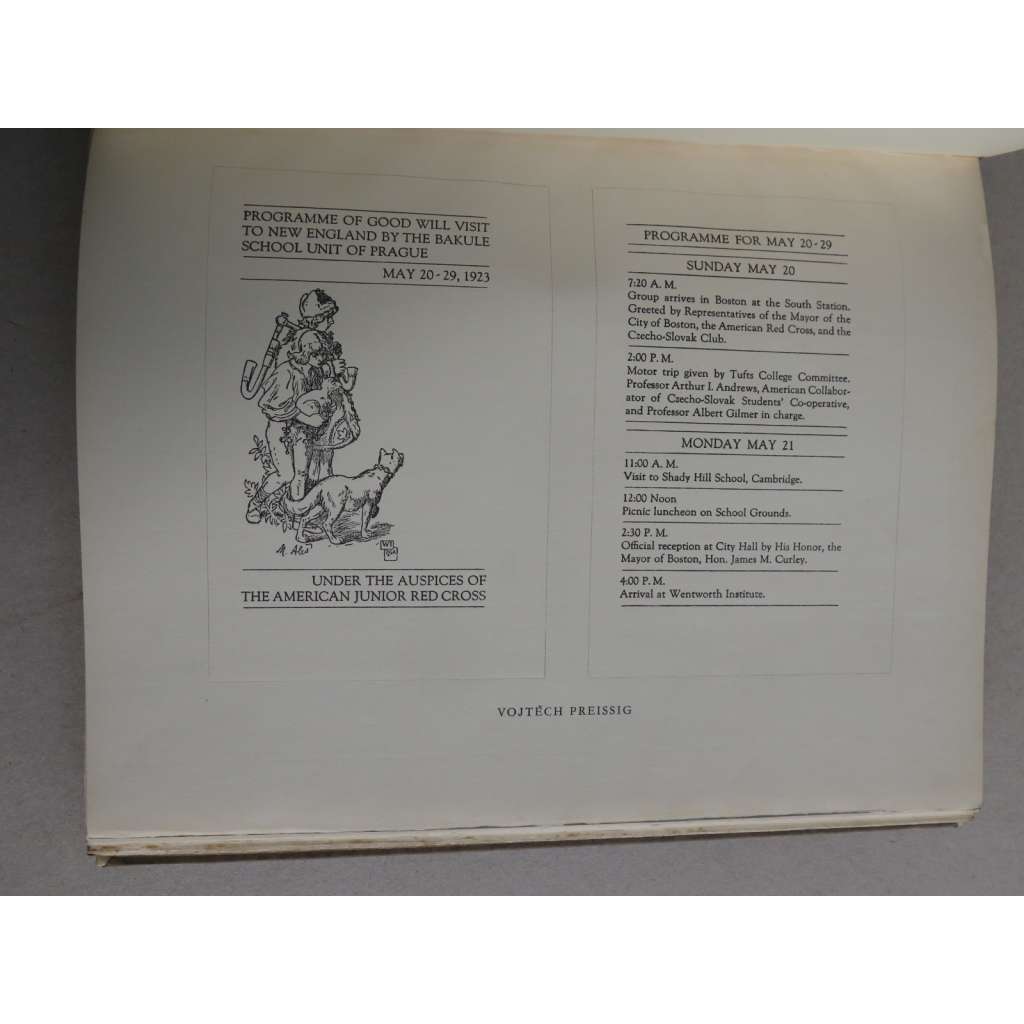 PROGRAMME OF GOOD WILL VISIT
TO NEW ENGLAND BY THE BAKULE
SCHOOL UNIT OF PRAGUE
MAY 20-29, 1923
M. Aleš
UNDER THE AUSPICES OF
THE AMERICAN JUNIOR RED CROSS
PROGRAMME FOR MAY 20-29
SUNDAY MAY 20
7:20 A. M.
Group arrives in Boston at the South Station.
Greeted by Representatives of the Mayor of the
City of Boston, the American Red Cross, and the
Czecho-Slovak Club.
2:00 P. M.
Motor trip given by Tufts College Committee.
Professor Arthur I. Andrews, American Collabor-
ator of Czecho-Slovak Students' Co-operative,
and Professor Albert Gilmer in charge.
MONDAY MAY 21
11:00 A. M.
Visit to Shady Hill School, Cambridge.
12:00 Noon
Picnic luncheon on School Grounds.
2:30 P. M.
Official reception at City Hall by His Honor, the
Mayor of Boston, Hon. James M. Curley.
4:00 P. M.
Arrival at Wentworth Institute.
VOJTĚCH PREISSIG